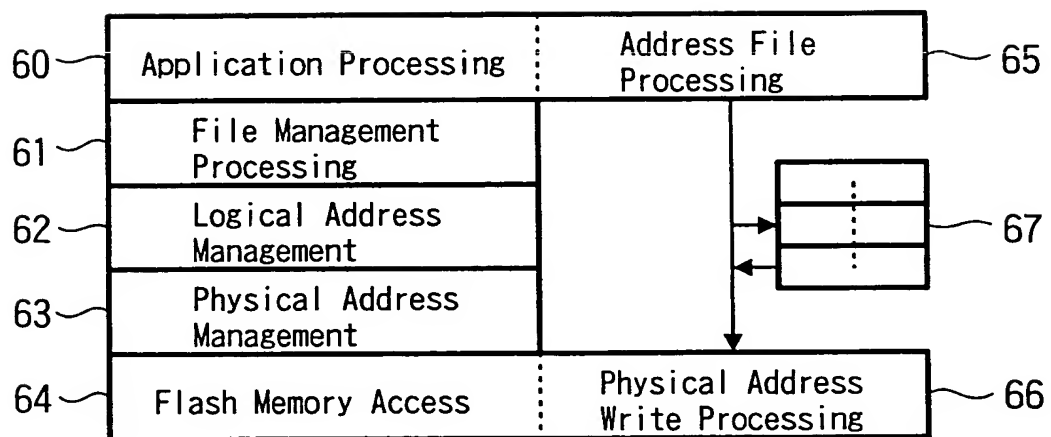 60 Application Processing Address File Processing 65
61 File Management Processing
62 Logical Address Management 67
63 Physical Address Management
64 Flash Memory Access Physical Address Write Processing 66